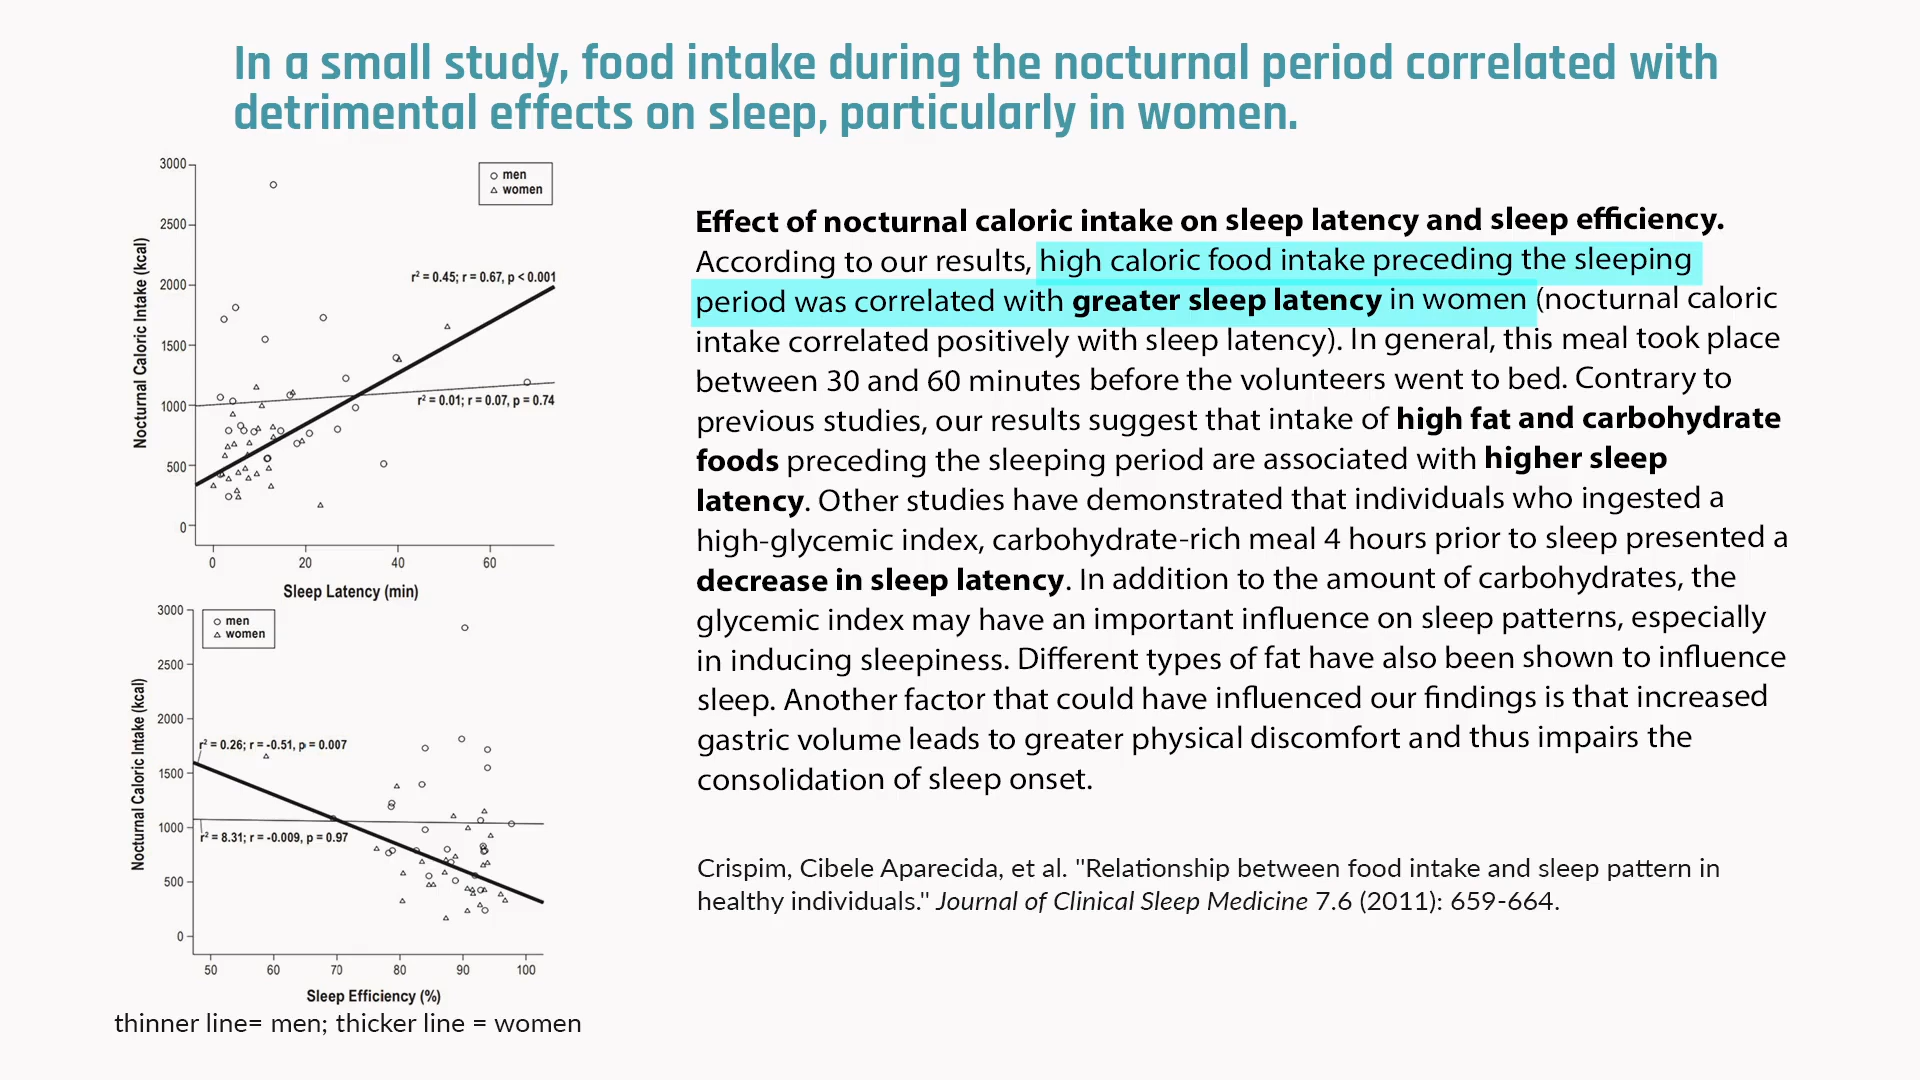 In a small study, food intake during the nocturnal period correlated with
detrimental effects on sleep, particularly in women.
3000
2500
2000
1500
1000
500
0
Nocturnal Caloric Intake (kcal)
men
women
r² = 0.45; r = 0.67, p < 0.001
r² = 0.01; r = 0.07, p = 0.74
0 20 40 60
Sleep Latency (min)
3000
2500
2000
1500
1000
500
0
Nocturnal Caloric Intake (kcal)
men
women
r² = 0.26; r = -0.51, p = 0.007
r² = 8.31; r = -0.009, p = 0.97
50 60 70 80 90 100
Sleep Efficiency (%)
thinner line= men; thicker line = women
Effect of nocturnal caloric intake on sleep latency and sleep efficiency.
According to our results, high caloric food intake preceding the sleeping
period was correlated with greater sleep latency in women (nocturnal caloric
intake correlated positively with sleep latency). In general, this meal took place
between 30 and 60 minutes before the volunteers went to bed. Contrary to
previous studies, our results suggest that intake of high fat and carbohydrate
foods preceding the sleeping period are associated with higher sleep
latency. Other studies have demonstrated that individuals who ingested a
high-glycemic index, carbohydrate-rich meal 4 hours prior to sleep presented a
decrease in sleep latency. In addition to the amount of carbohydrates, the
glycemic index may have an important influence on sleep patterns, especially
in inducing sleepiness. Different types of fat have also been shown to influence
sleep. Another factor that could have influenced our findings is that increased
gastric volume leads to greater physical discomfort and thus impairs the
consolidation of sleep onset.
Crispim, Cibele Aparecida, et al. "Relationship between food intake and sleep pattern in
healthy individuals." Journal of Clinical Sleep Medicine 7.6 (2011): 659-664.